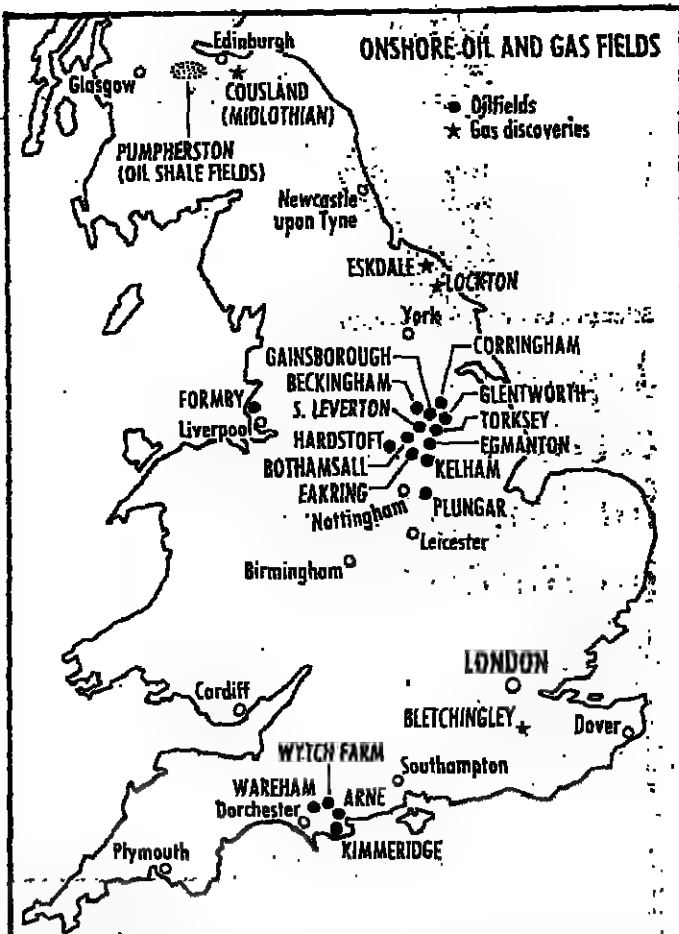 ONSHORE OIL AND GAS FIELDS
Oilfields
Gas discoveries
Edinburgh
Glasgow
COUSLAND
(MIDLOTHIAN)
PUMPHERSTON
(OIL SHALE FIELDS)
Newcastle
upon Tyne
ESKDALE
LOCKTON
York
CORRINGHAM
GAINSBOROUGH
BECKINGHAM
GLENTWORTH
FORMBY
S. LEVERTON
TORKSEY
Liverpool
HARDSTOFT
EGMANTON
BOTHAMSALL
KELHAM
EAKRING
PLUNGAR
Nottingham
Leicester
Birmingham
LONDON
Cardiff
BLETCHINGLEY
Dover
WYTCH FARM
Southampton
WAREHAM
ARNE
Dorchester
KIMMERIDGE
Plymouth